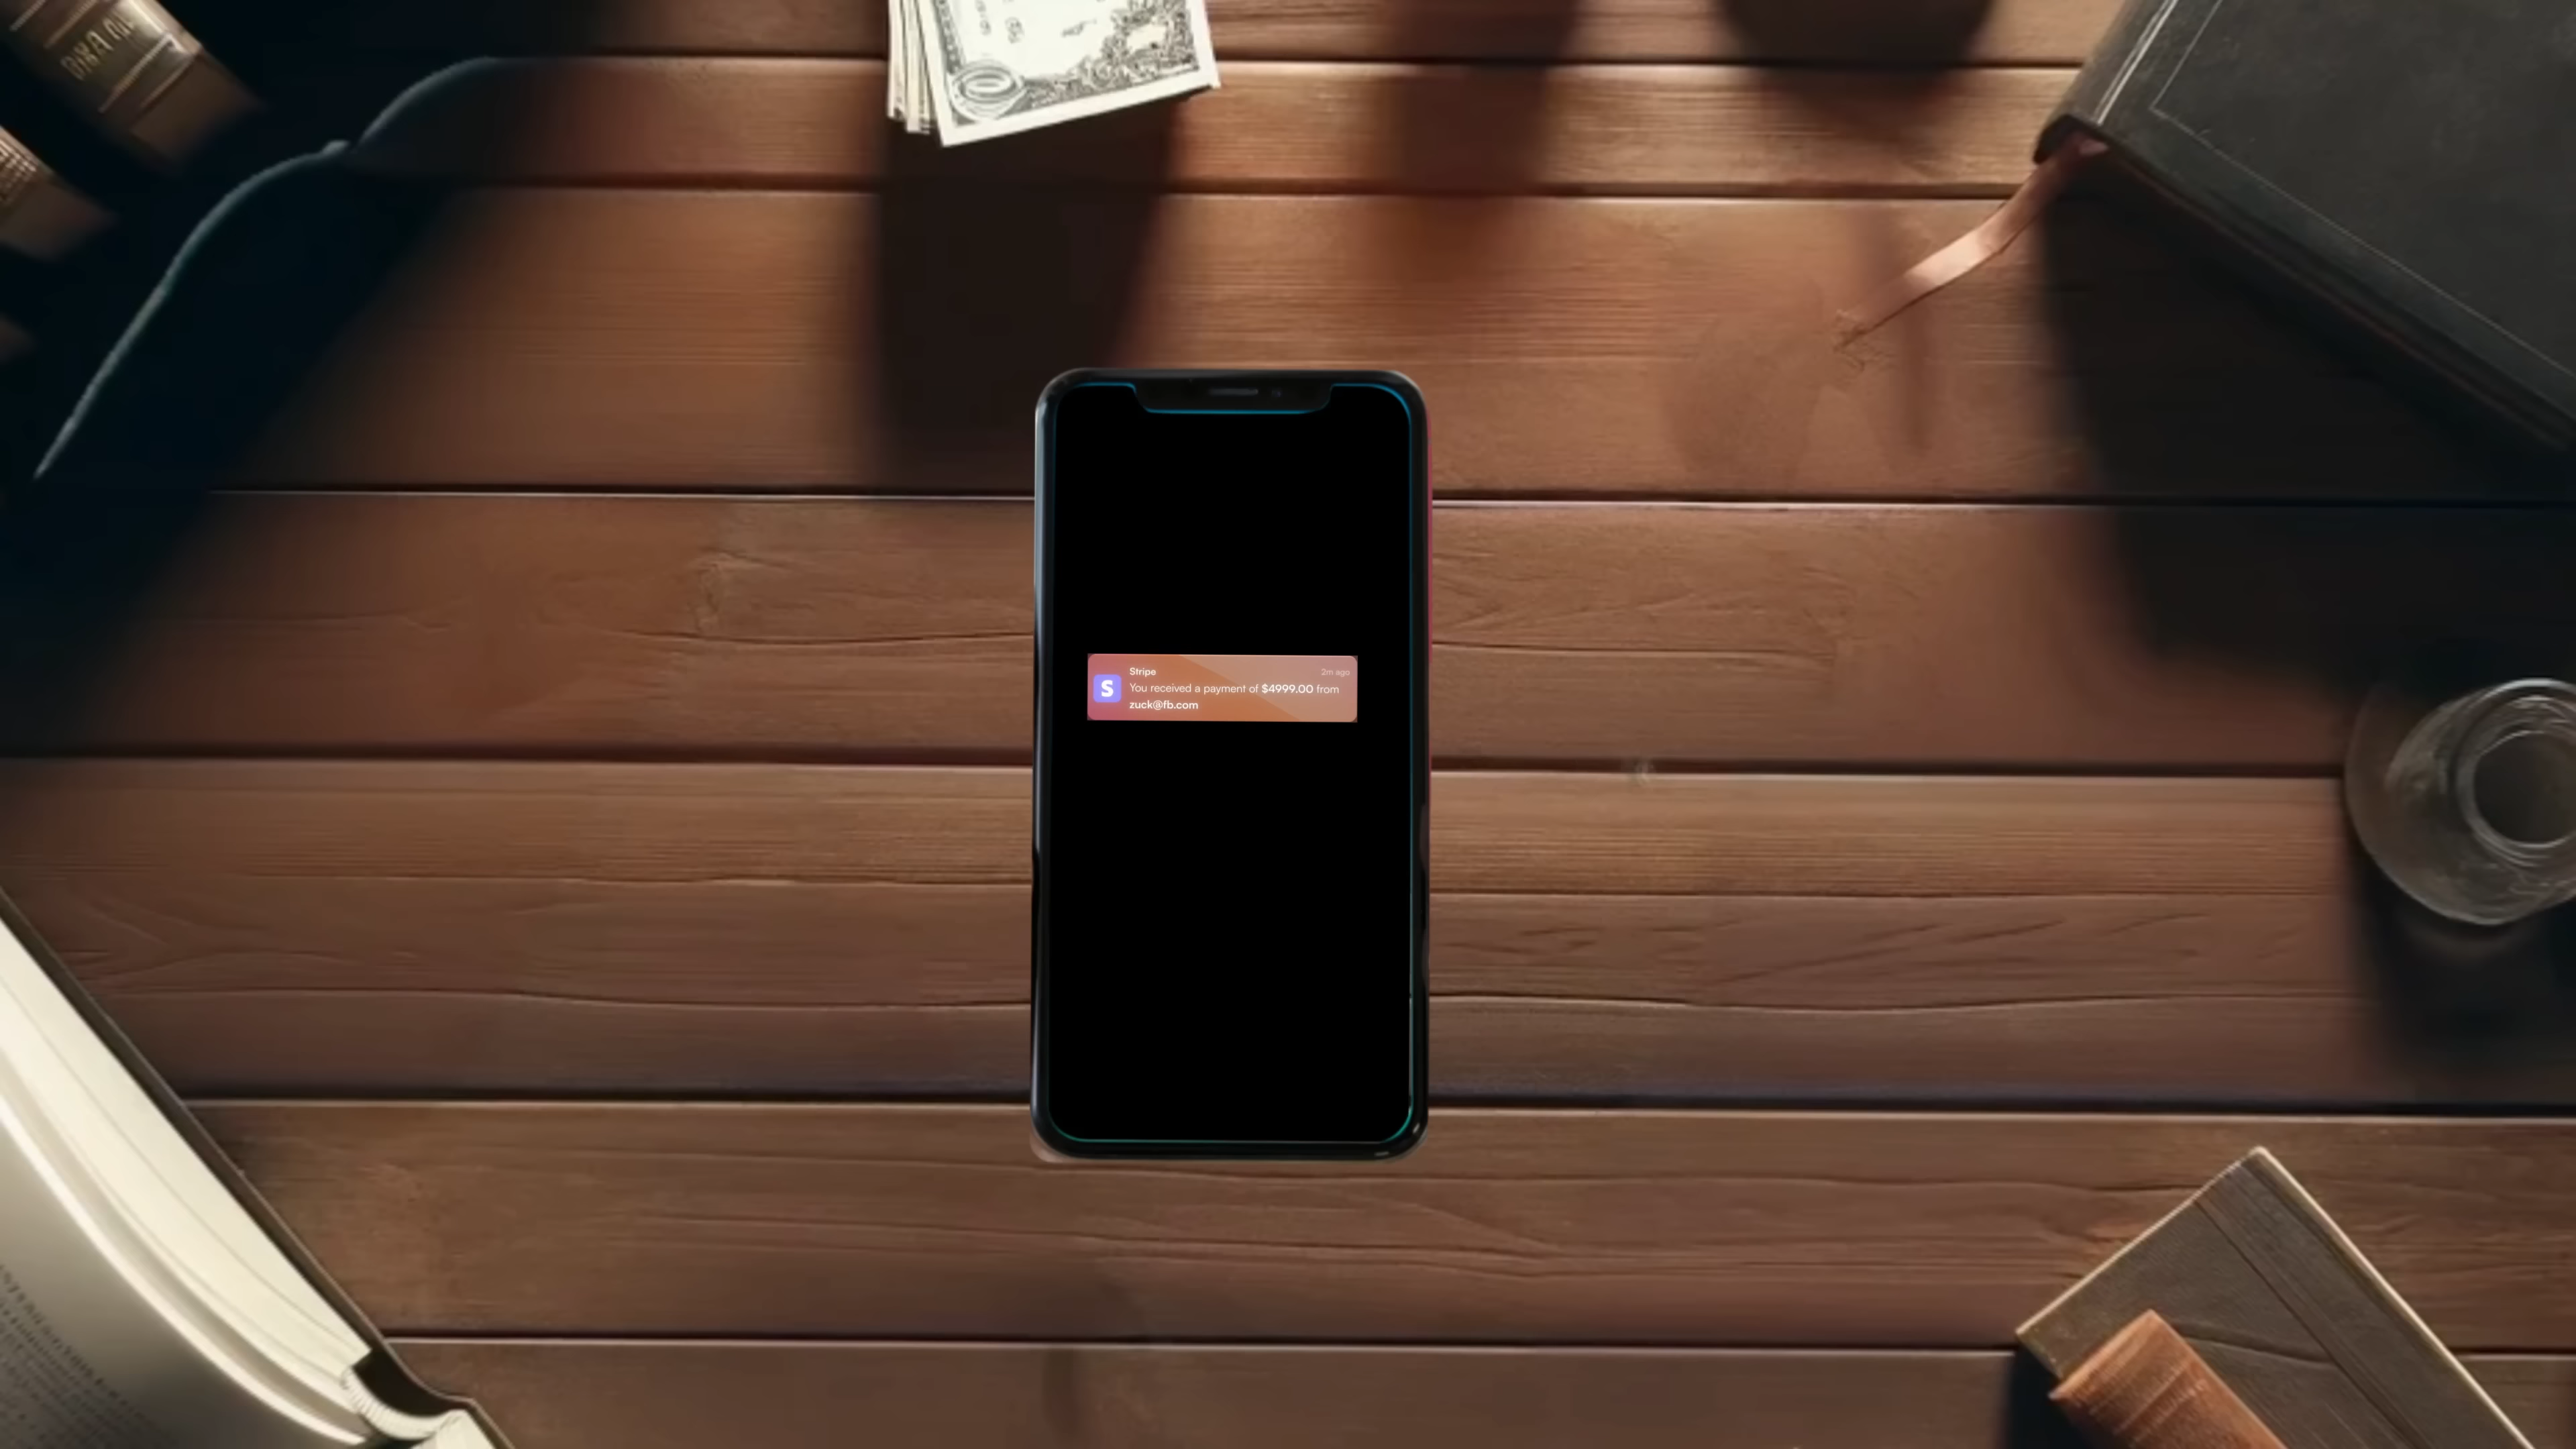 Stripe
2m ago
S
You received a payment of $4999.00 from
zuck@fb.com